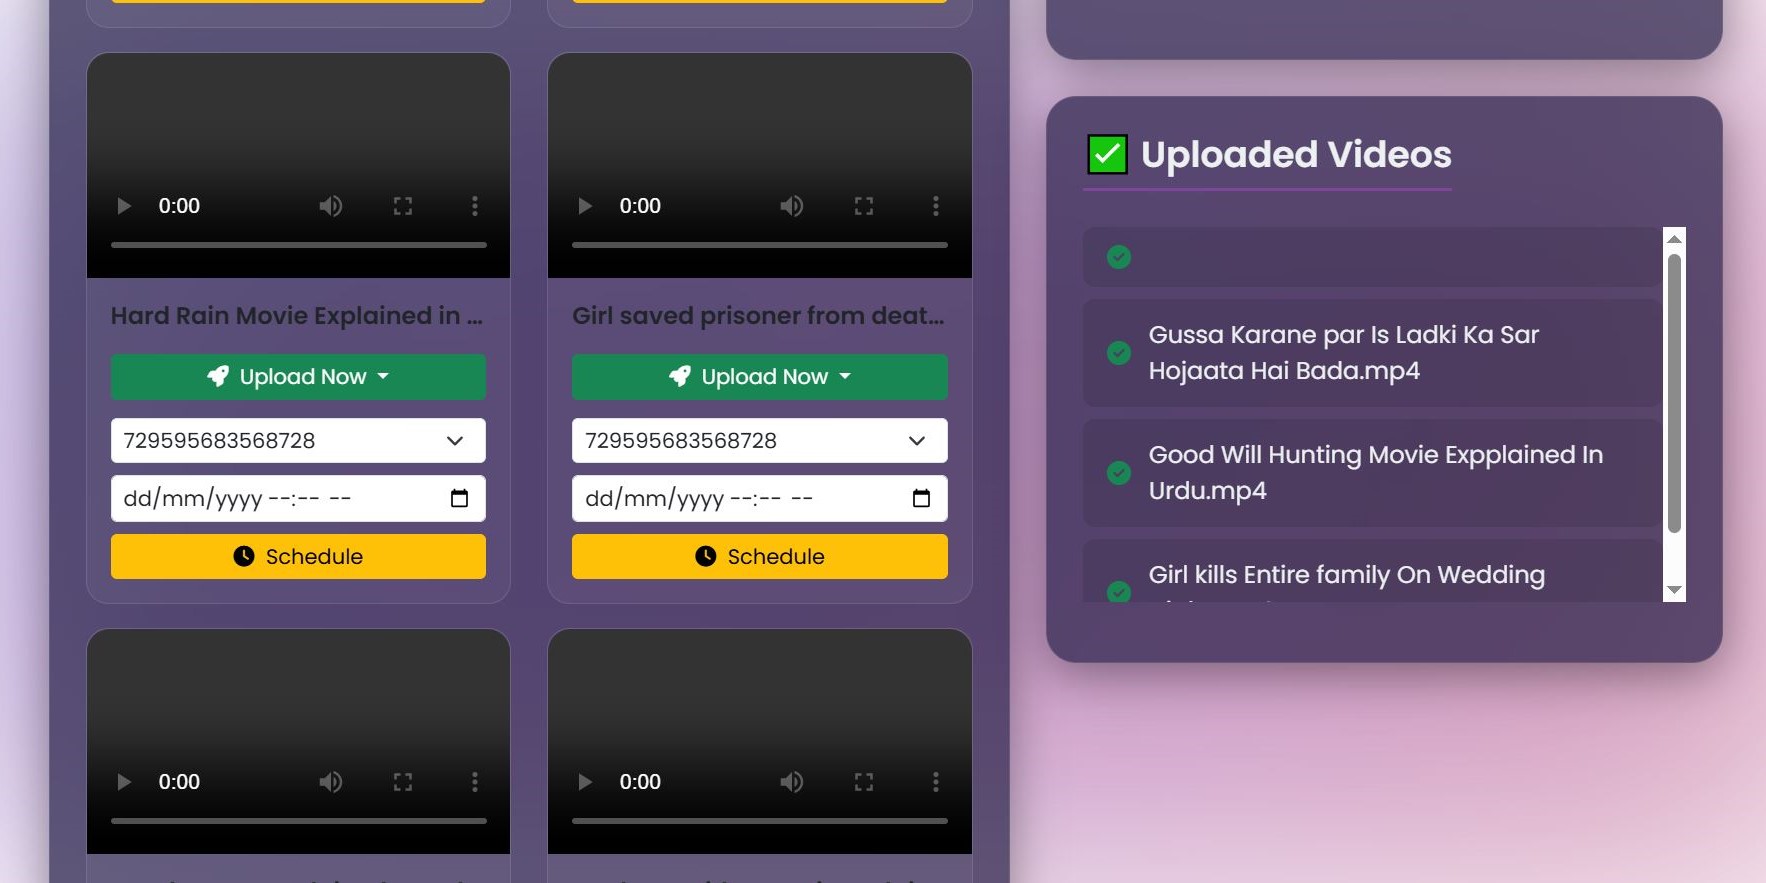 0:00
0:00
Hard Rain Movie Explained in ...
Girl saved prisoner from deat...
Upload Now
Upload Now
729595683568728
729595683568728
dd/mm/yyyy --:-- --
dd/mm/yyyy --:-- --
Schedule
Schedule
0:00
0:00
Uploaded Videos
Gussa Karane par Is Ladki Ka Sar
Hojaata Hai Bada.mp4
Good Will Hunting Movie Expplained In
Urdu.mp4
Girl kills Entire family On Wedding